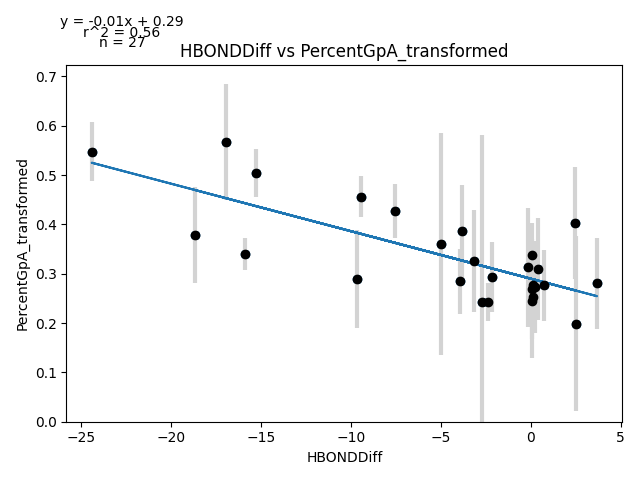 y = -0.01x + 0.29
r^2 = 0.56
n = 27
HBONDDiff vs PercentGpA_transformed
PercentGpA_transformed
0.7
0.6
0.5
0.4
0.3
0.2
0.1
0.0
−25
−20
−15
−10
−5
0
5
HBONDDiff